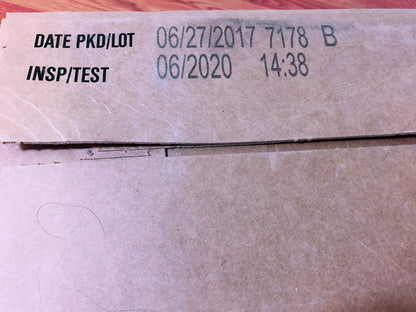 DATE PKD/LOT 06/27/2017 7178 B
INSP/TEST 06/2020 14:38